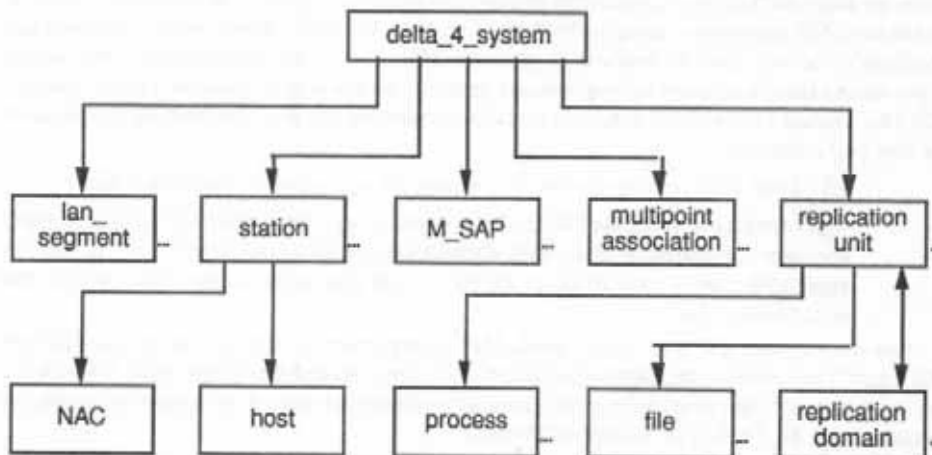 delta_4_system
lan_
segment
...
station
...
M_SAP
...
multipoint
association
...
replication
unit
...
NAC
host
process
...
file
...
replication
domain